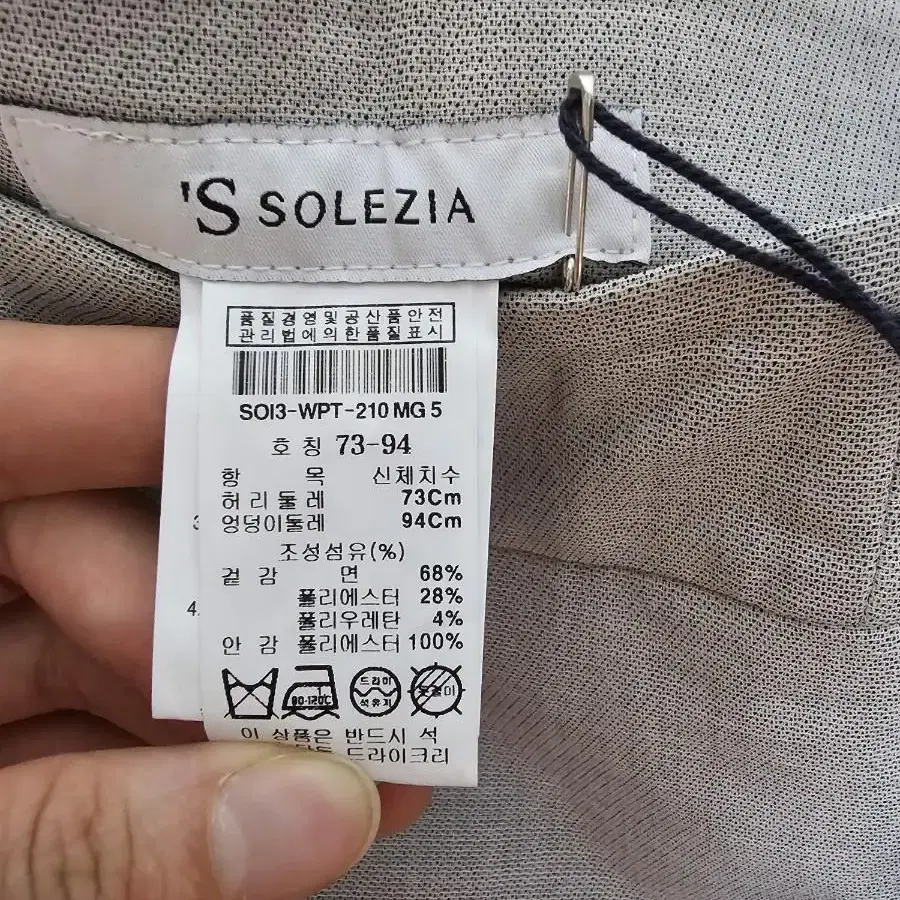 'S SOLEZIA
품질경영및공산품안전
관리법에의한품질표시
SOI3-WPT-210 MG 5
호칭 73-94
항 목 신체치수
허리둘레 73Cm
엉덩이둘레 94Cm
조성섬유(%)
겉감 면 68%
폴리에스터 28%
폴리우레탄 4%
안감 폴리에스터 100%
80-120℃
드라이
석유계
이 상품은 반드시 석
드라이크리
3
4